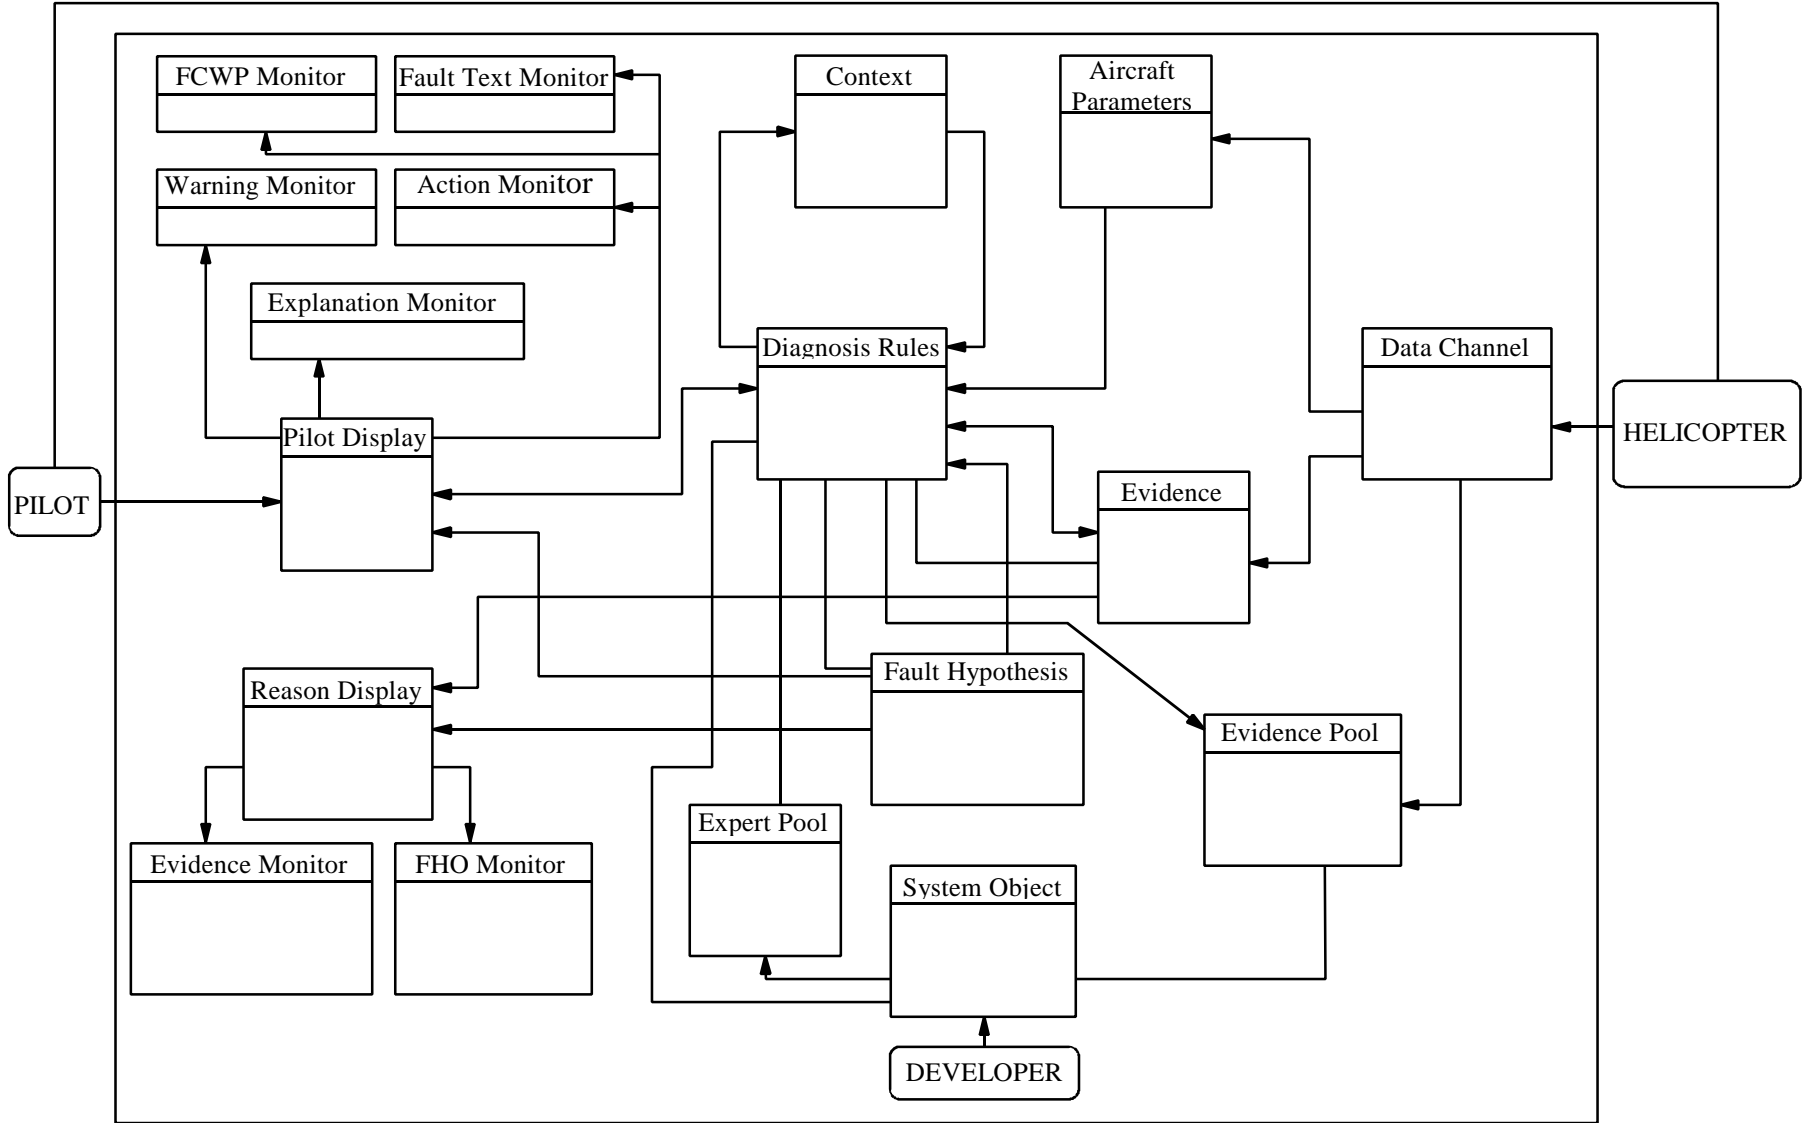 FCWP Monitor
Fault Text Monitor
Context
Aircraft
Parameters
Warning Monitor
Action Monitor
Explanation Monitor
Diagnosis Rules
Data Channel
Pilot Display
HELICOPTER
PILOT
Evidence
Reason Display
Fault Hypothesis
Evidence Pool
Expert Pool
Evidence Monitor
FHO Monitor
System Object
DEVELOPER